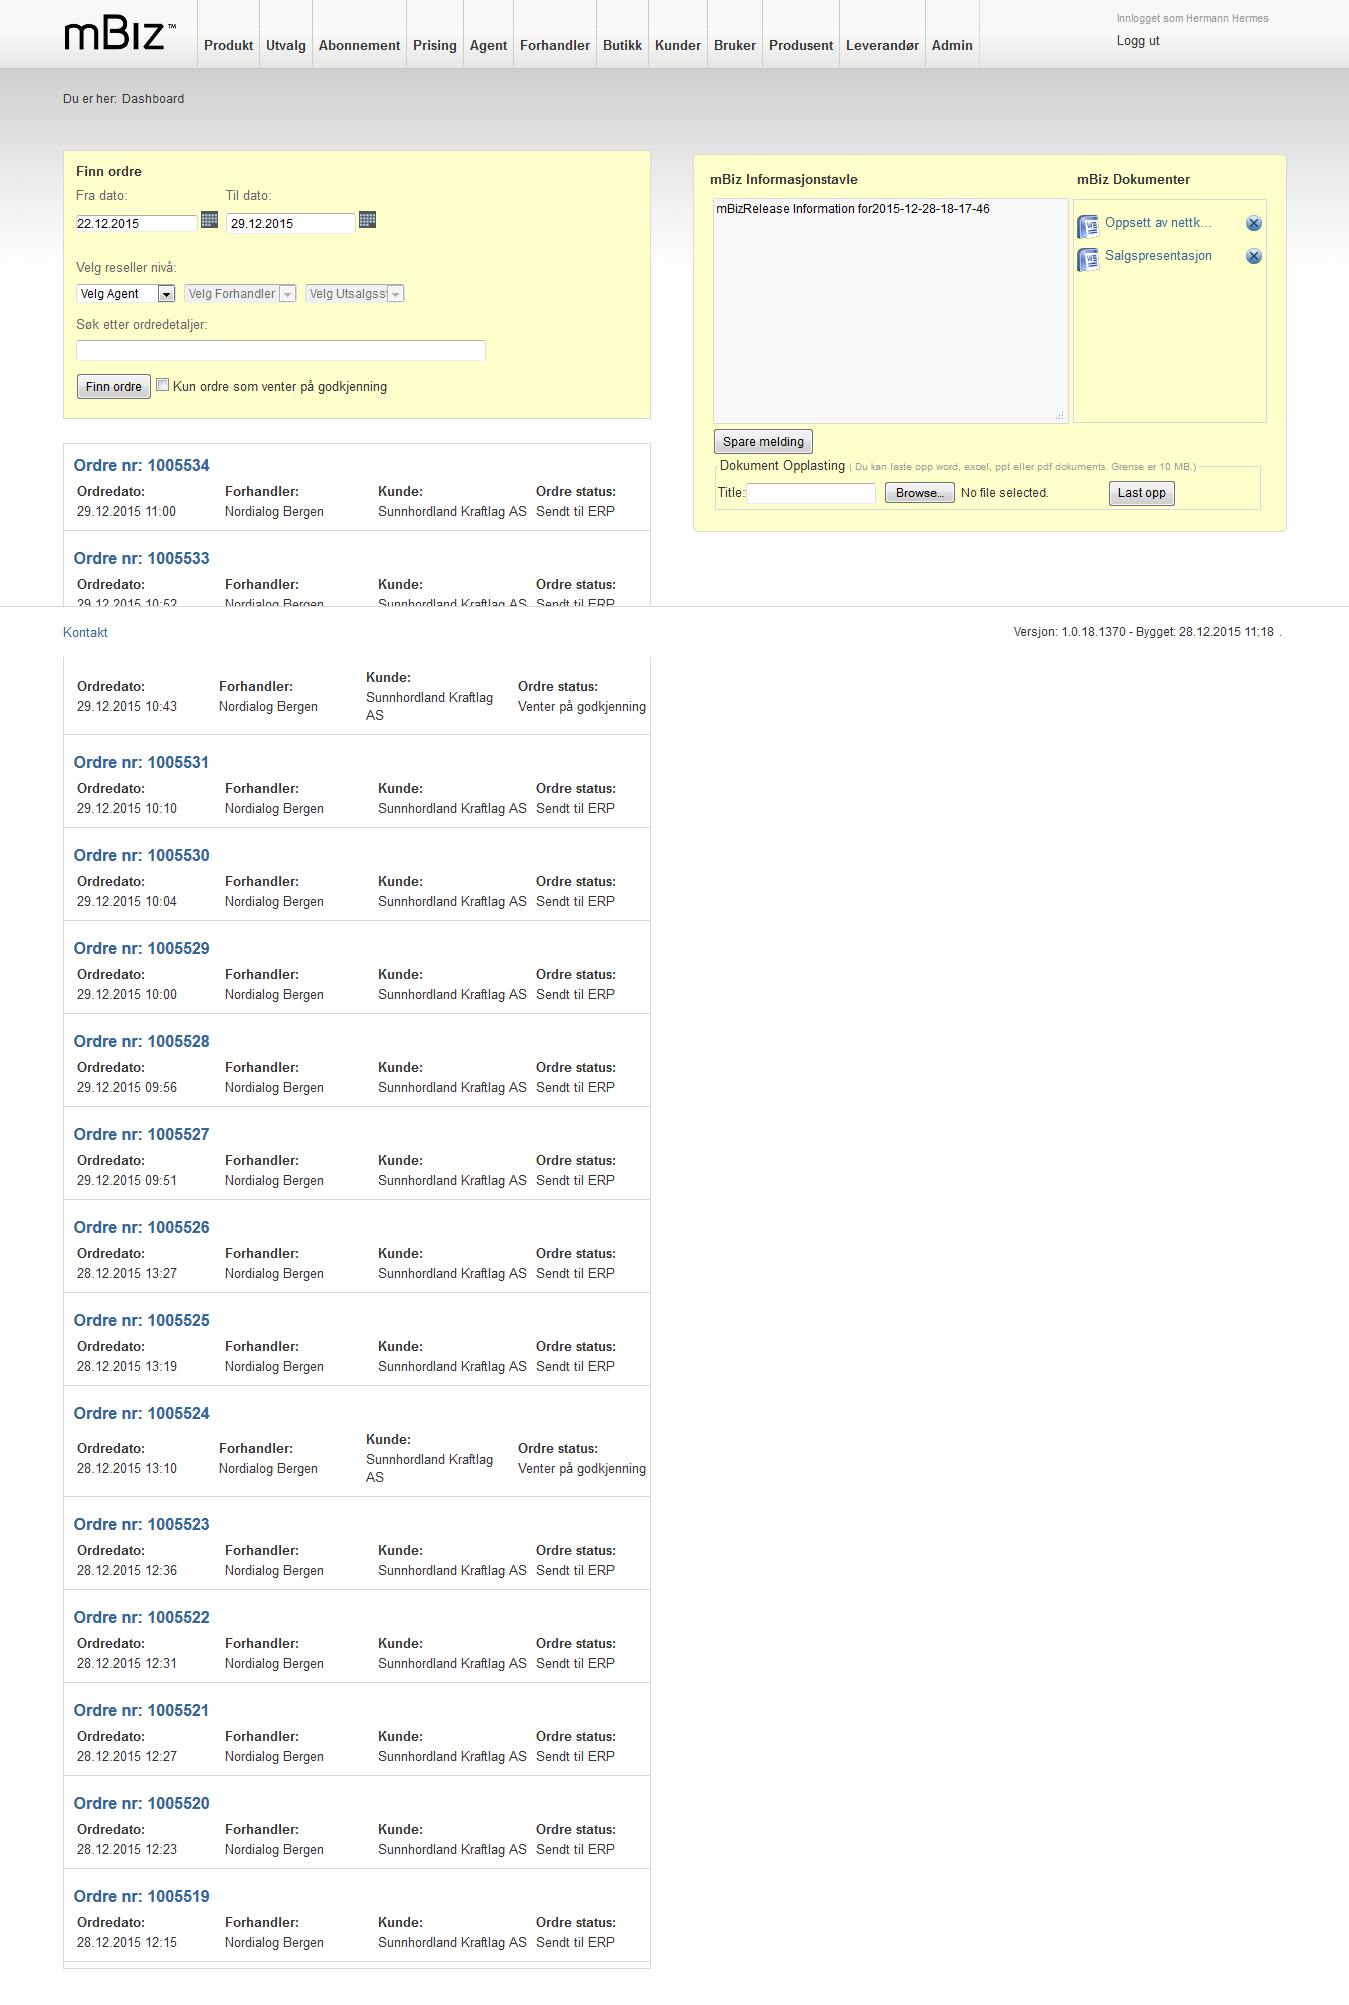 mBiz™
Produkt Utvalg Abonnement Prising Agent Forhandler Butikk Kunder Bruker Produsent Leverandør Admin
Innlogget som Hermann Hermes
Logg ut
Du er her: Dashboard
Finn ordre
Fra dato: Til dato:
22.12.2015 29.12.2015
Velg reseller nivå:
Velg Agent Velg Forhandler Velg Utsalgss
Søk etter ordredetaljer:
Finn ordre Kun ordre som venter på godkjenning
mBiz Informasjonstavle mBiz Dokumenter
mBizRelease Information for2015-12-28-18-17-46
Oppsett av nettk...
Salgspresentasjon
Spare melding
Dokument Opplasting ( Du kan laste opp word, excel, ppt eller pdf dokuments. Grense er 10 MB.)
Title: Browse... No file selected. Last opp
Ordre nr: 1005534
Ordredato: Forhandler: Kunde: Ordre status:
29.12.2015 11:00 Nordialog Bergen Sunnhordland Kraftlag AS Sendt til ERP
Ordre nr: 1005533
Ordredato: Forhandler: Kunde: Ordre status:
29.12.2015 10:52 Nordialog Bergen Sunnhordland Kraftlag AS Sendt til ERP
Kontakt Versjon: 1.0.18.1370 - Bygget: 28.12.2015 11:18 .
Ordredato: Forhandler: Kunde: Ordre status:
29.12.2015 10:43 Nordialog Bergen Sunnhordland Kraftlag Venter på godkjenning
AS
Ordre nr: 1005531
Ordredato: Forhandler: Kunde: Ordre status:
29.12.2015 10:10 Nordialog Bergen Sunnhordland Kraftlag AS Sendt til ERP
Ordre nr: 1005530
Ordredato: Forhandler: Kunde: Ordre status:
29.12.2015 10:04 Nordialog Bergen Sunnhordland Kraftlag AS Sendt til ERP
Ordre nr: 1005529
Ordredato: Forhandler: Kunde: Ordre status:
29.12.2015 10:00 Nordialog Bergen Sunnhordland Kraftlag AS Sendt til ERP
Ordre nr: 1005528
Ordredato: Forhandler: Kunde: Ordre status:
29.12.2015 09:56 Nordialog Bergen Sunnhordland Kraftlag AS Sendt til ERP
Ordre nr: 1005527
Ordredato: Forhandler: Kunde: Ordre status:
29.12.2015 09:51 Nordialog Bergen Sunnhordland Kraftlag AS Sendt til ERP
Ordre nr: 1005526
Ordredato: Forhandler: Kunde: Ordre status:
28.12.2015 13:27 Nordialog Bergen Sunnhordland Kraftlag AS Sendt til ERP
Ordre nr: 1005525
Ordredato: Forhandler: Kunde: Ordre status:
28.12.2015 13:19 Nordialog Bergen Sunnhordland Kraftlag AS Sendt til ERP
Ordre nr: 1005524
Ordredato: Forhandler: Kunde: Ordre status:
28.12.2015 13:10 Nordialog Bergen Sunnhordland Kraftlag Venter på godkjenning
AS
Ordre nr: 1005523
Ordredato: Forhandler: Kunde: Ordre status:
28.12.2015 12:36 Nordialog Bergen Sunnhordland Kraftlag AS Sendt til ERP
Ordre nr: 1005522
Ordredato: Forhandler: Kunde: Ordre status:
28.12.2015 12:31 Nordialog Bergen Sunnhordland Kraftlag AS Sendt til ERP
Ordre nr: 1005521
Ordredato: Forhandler: Kunde: Ordre status:
28.12.2015 12:27 Nordialog Bergen Sunnhordland Kraftlag AS Sendt til ERP
Ordre nr: 1005520
Ordredato: Forhandler: Kunde: Ordre status:
28.12.2015 12:23 Nordialog Bergen Sunnhordland Kraftlag AS Sendt til ERP
Ordre nr: 1005519
Ordredato: Forhandler: Kunde: Ordre status:
28.12.2015 12:15 Nordialog Bergen Sunnhordland Kraftlag AS Sendt til ERP